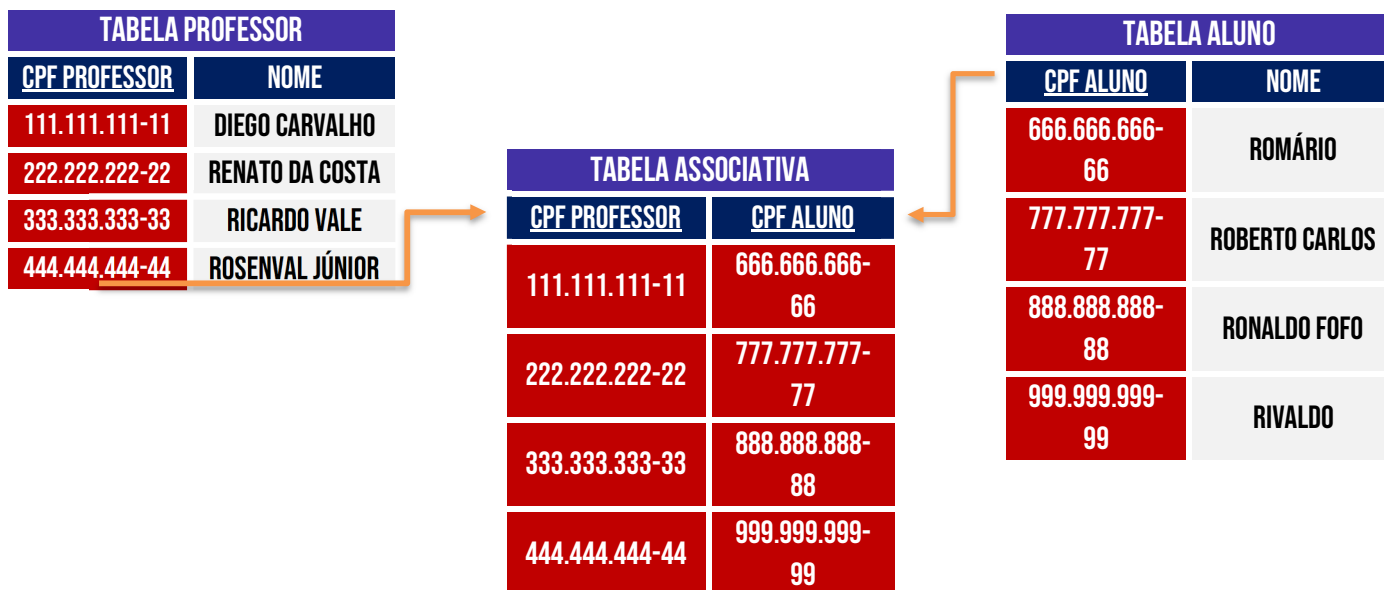 TABELA PROFESSOR
CPF PROFESSOR NOME
111.111.111-11 DIEGO CARVALHO
222.222.222-22 RENATO DA COSTA
333.333.333-33 RICARDO VALE
444.444.444-44 ROSENVAL JÚNIOR
TABELA ASSOCIATIVA
CPF PROFESSOR CPF ALUNO
111.111.111-11 666.666.666-
66
222.222.222-22 777.777.777-
77
333.333.333-33 888.888.888-
88
444.444.444-44 999.999.999-
99
TABELA ALUNO
CPF ALUNO NOME
666.666.666-
66 ROMÁRIO
777.777.777-
77 ROBERTO CARLOS
888.888.888-
88 RONALDO FOFO
999.999.999-
99 RIVALDO